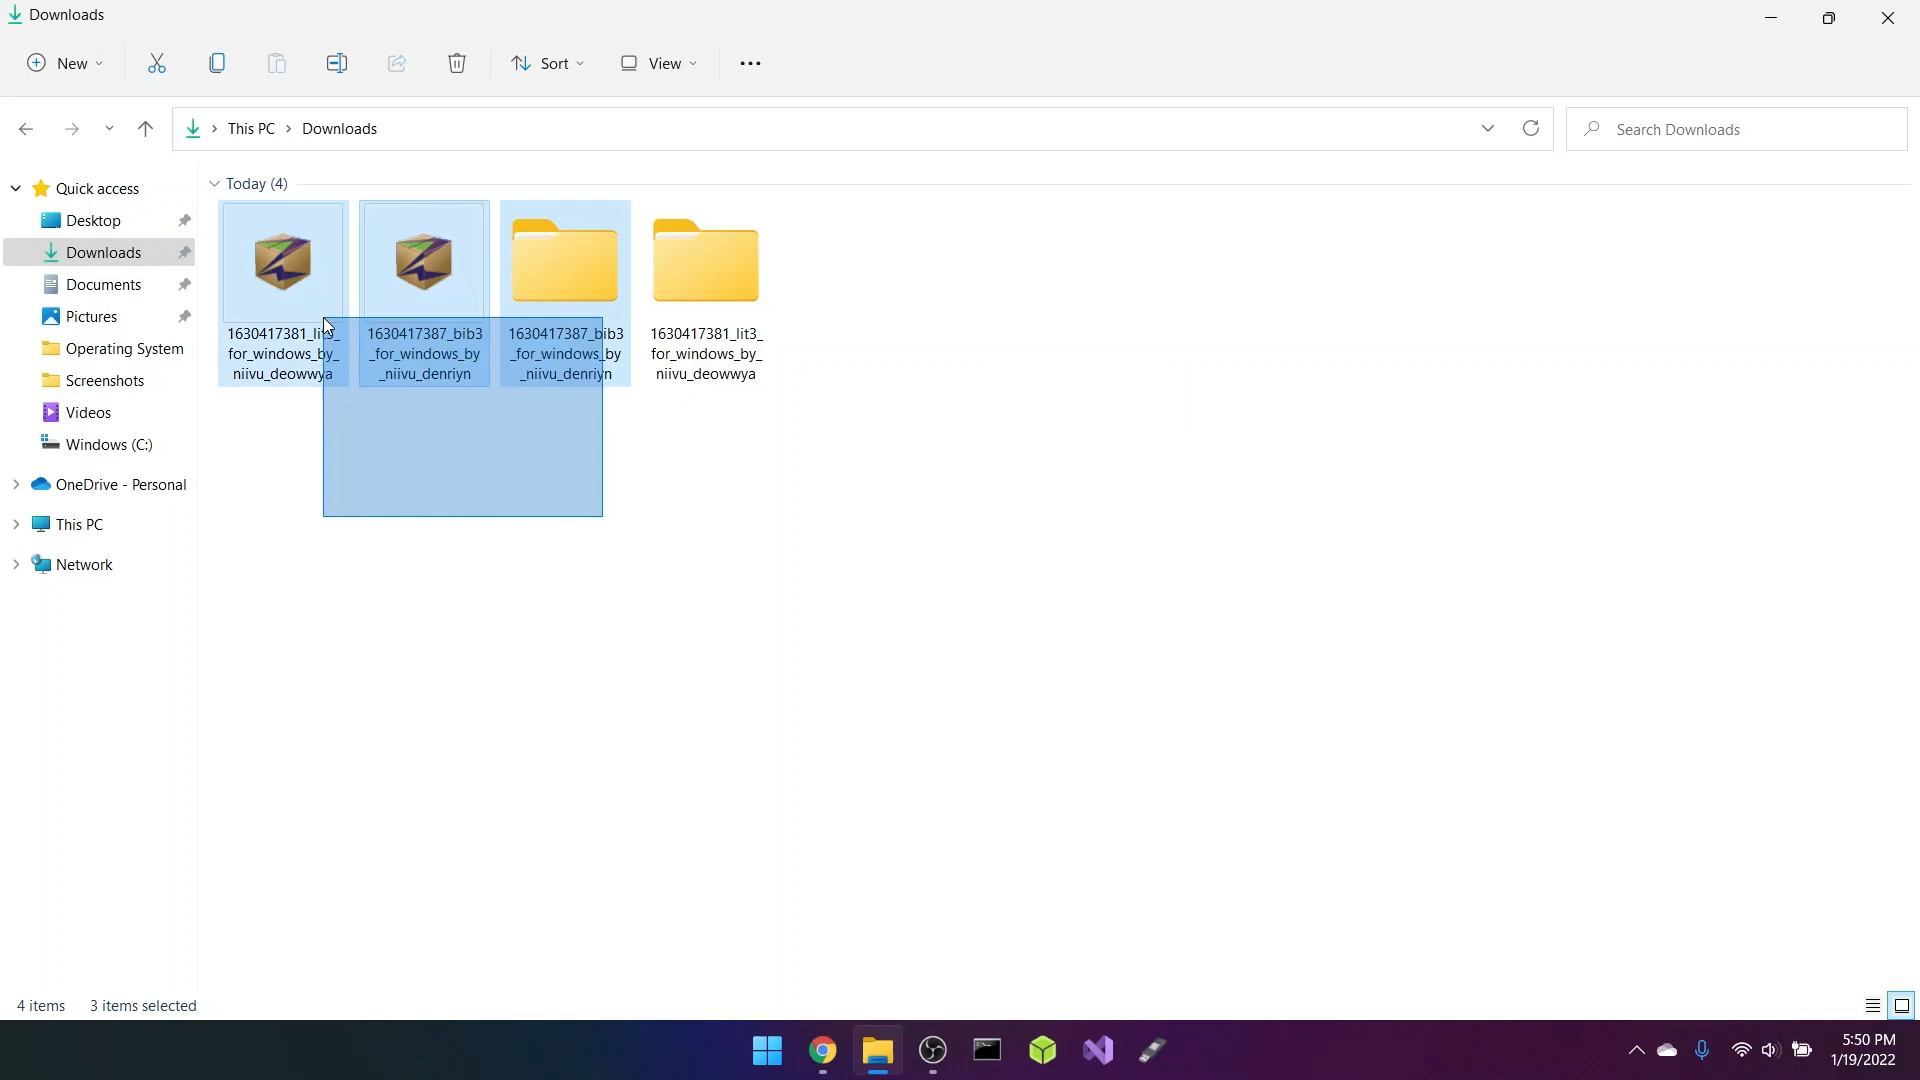 Downloads
New
Sort
View
This PC
Downloads
Search Downloads
Quick access
Desktop
Downloads
Documents
Pictures
Operating System
Screenshots
Videos
Windows (C:)
OneDrive - Personal
This PC
Network
Today (4)
1630417381_lit3_
for_windows_by_
niivu_deowwya
1630417387_bib3
_for_windows_by
_niivu_denriyn
1630417387_bib3
_for_windows_by
_niivu_denriyn
1630417381_lit3_
for_windows_by_
niivu_deowwya
4 items
3 items selected
5:50 PM
1/19/2022